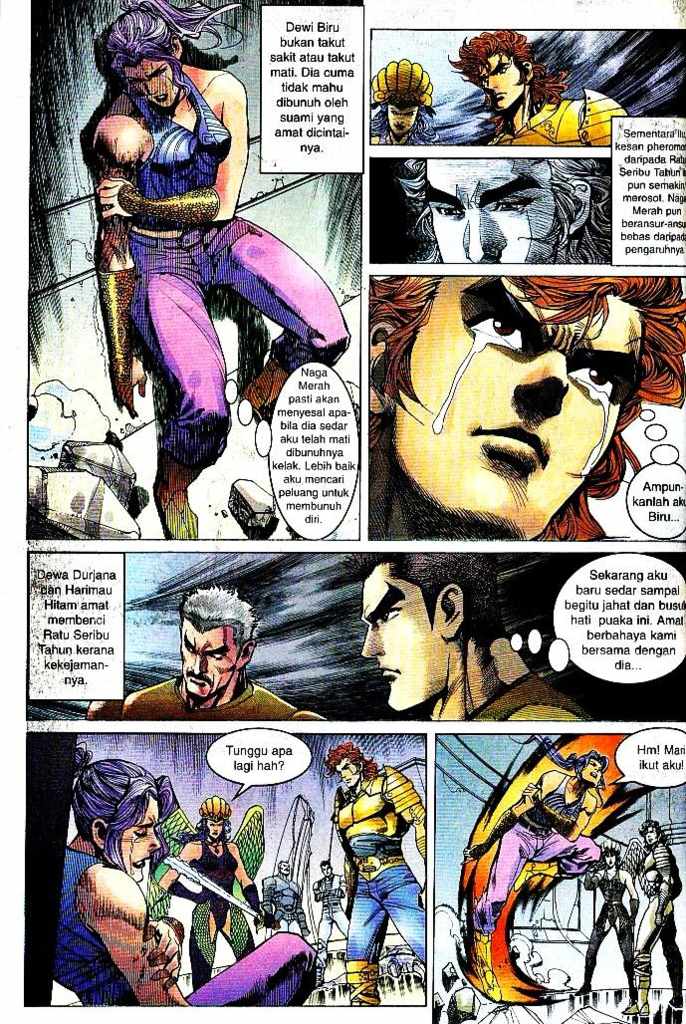 Dewi Biru
bukan takut
sakit atau takut
mati. Dia cuma
tidak mahu
dibunuh oleh
suami yang
amat dicintai-
nya.
Sementara itu
kesan pheromon
daripada Ratu
Seribu Tahun
pun semakin
merosot. Naga
Merah pun
beransur-ansur
bebas daripada
pengaruhnya
Naga
Merah
pasti akan
menyesal apa-
bila dia sedar
aku telah mati
dibunuhnya
kelak. Lebih baik
aku mencari
peluang untuk
membunuh
diri.
Ampun-
kanlah aku
Biru...
Dewa Durjana
dan Harimau
Hitam amat
membenci
Ratu Seribu
Tahun kerana
kekejaman-
nya.
Sekarang aku
baru sedar sampai
begitu jahat dan busuk
hati puaka ini. Amat
berbahaya kami
bersama dengan
dia...
Tunggu apa
lagi hah?
Hm! Mari
ikut aku!